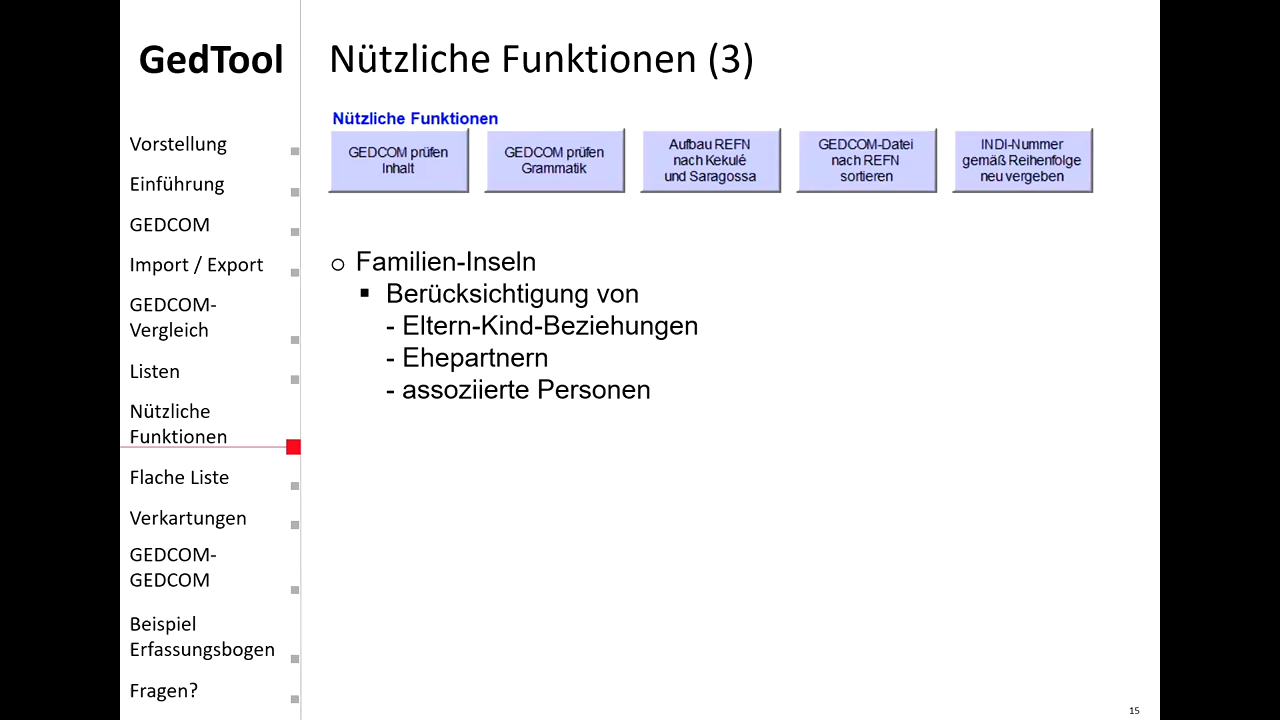 GedTool
Vorstellung
Einführung
GEDCOM
Import / Export
GEDCOM-
Vergleich
Listen
Nützliche
Funktionen
Flache Liste
Verkartungen
GEDCOM-
GEDCOM
Beispiel
Erfassungsbogen
Fragen?
Nützliche Funktionen (3)
Nützliche Funktionen
GEDCOM prüfen
Inhalt
GEDCOM prüfen
Grammatik
Aufbau REFN
nach Kekulé
und Saragossa
GEDCOM-Datei
nach REFN
sortieren
INDI-Nummer
gemäß Reihenfolge
neu vergeben
Familien-Inseln
Berücksichtigung von
- Eltern-Kind-Beziehungen
- Ehepartnern
- assoziierte Personen
15